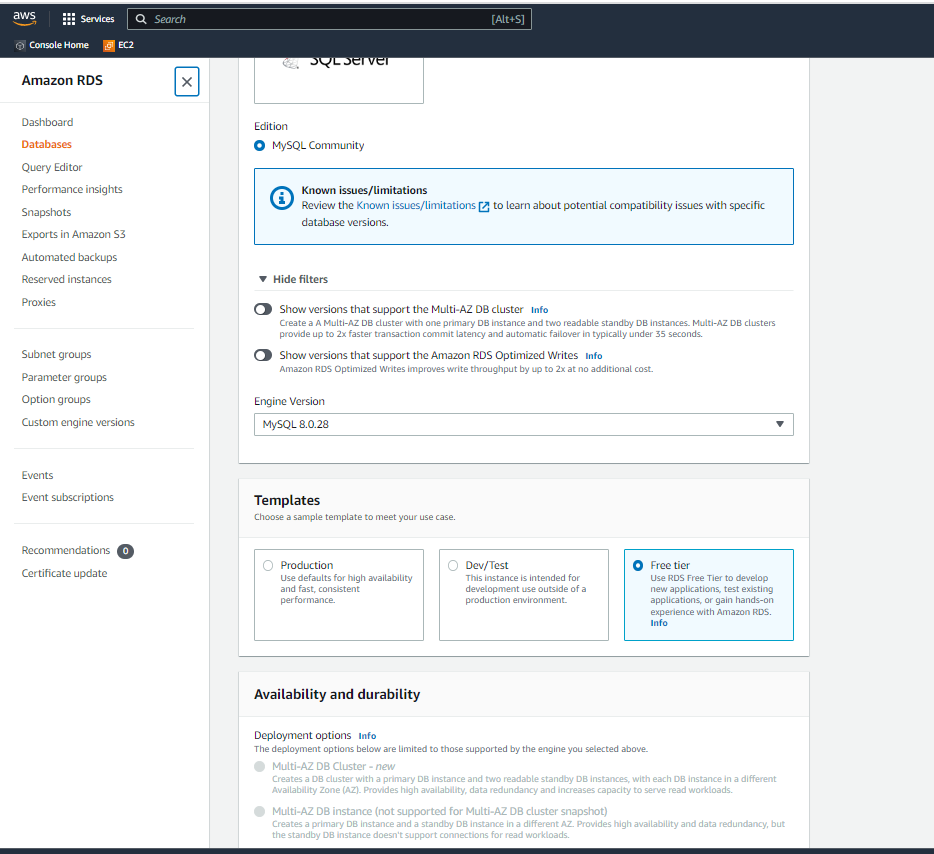 aws
Services
Search
[Alt+S]
Console Home
EC2
Amazon RDS
Dashboard
Databases
Query Editor
Performance insights
Snapshots
Exports in Amazon S3
Automated backups
Reserved instances
Proxies
Subnet groups
Parameter groups
Option groups
Custom engine versions
Events
Event subscriptions
Recommendations 0
Certificate update
SQL Server
Edition
MySQL Community
Known issues/limitations
Review the Known issues/limitations to learn about potential compatibility issues with specific
database versions.
Hide filters
Show versions that support the Multi-AZ DB cluster Info
Create a A Multi-AZ DB cluster with one primary DB instance and two readable standby DB instances. Multi-AZ DB clusters
provide up to 2x faster transaction commit latency and automatic failover in typically under 35 seconds.
Show versions that support the Amazon RDS Optimized Writes Info
Amazon RDS Optimized Writes improves write throughput by up to 2x at no additional cost.
Engine Version
MySQL 8.0.28
Templates
Choose a sample template to meet your use case.
Production
Use defaults for high availability
and fast, consistent
performance.
Dev/Test
This instance is intended for
development use outside of a
production environment.
Free tier
Use RDS Free Tier to develop
new applications, test existing
applications, or gain hands-on
experience with Amazon RDS.
Info
Availability and durability
Deployment options Info
The deployment options below are limited to those supported by the engine you selected above.
Multi-AZ DB Cluster - new
Creates a DB cluster with a primary DB instance and two readable standby DB instances, with each DB instance in a different
Availability Zone (AZ). Provides high availability, data redundancy and increases capacity to serve read workloads.
Multi-AZ DB instance (not supported for Multi-AZ DB cluster snapshot)
Creates a primary DB instance and a standby DB instance in a different AZ. Provides high availability and data redundancy, but
the standby DB instance doesn't support connections for read workloads.